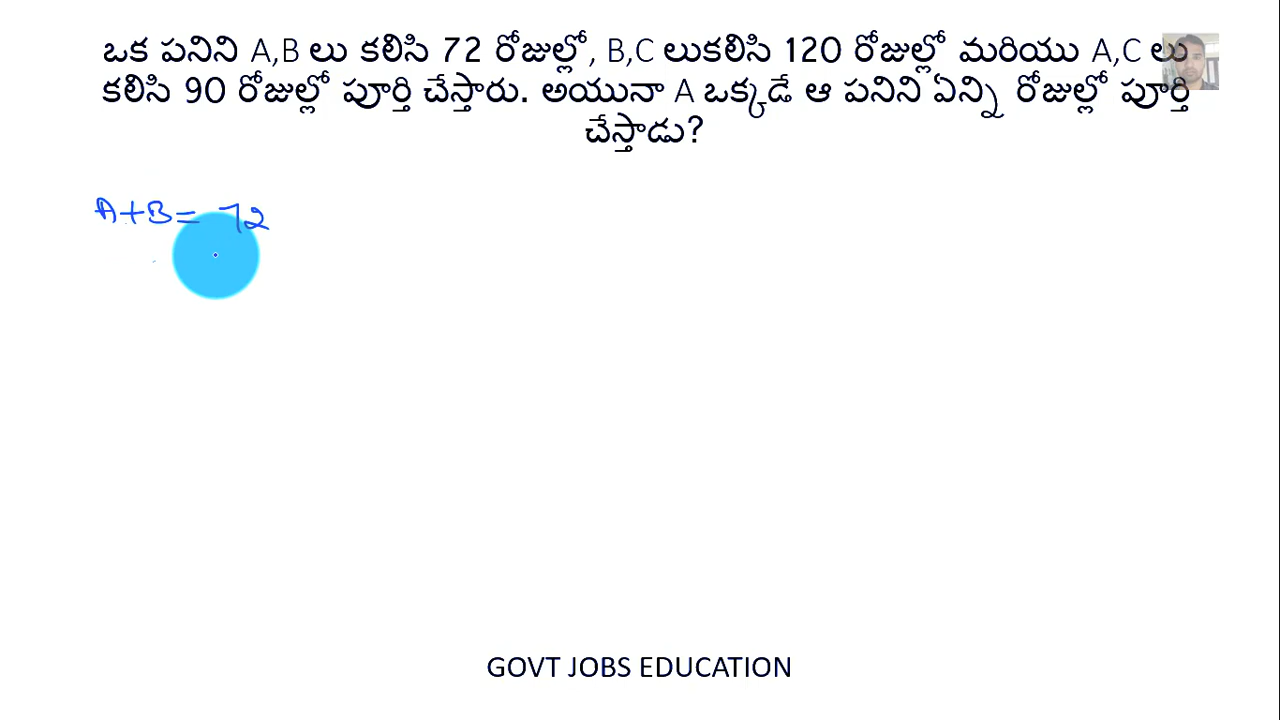 ఒక పనిని A,B లు కలిసి 72 రోజుల్లో, B,C లుకలిసి 120 రోజుల్లో మరియు A,C లు
కలిసి 90 రోజుల్లో పూర్తి చేస్తారు. అయునా A ఒక్కడే ఆ పనిని ఏన్ని రోజుల్లో పూర్తి
చేస్తాడు?
A+B= 72
GOVT JOBS EDUCATION